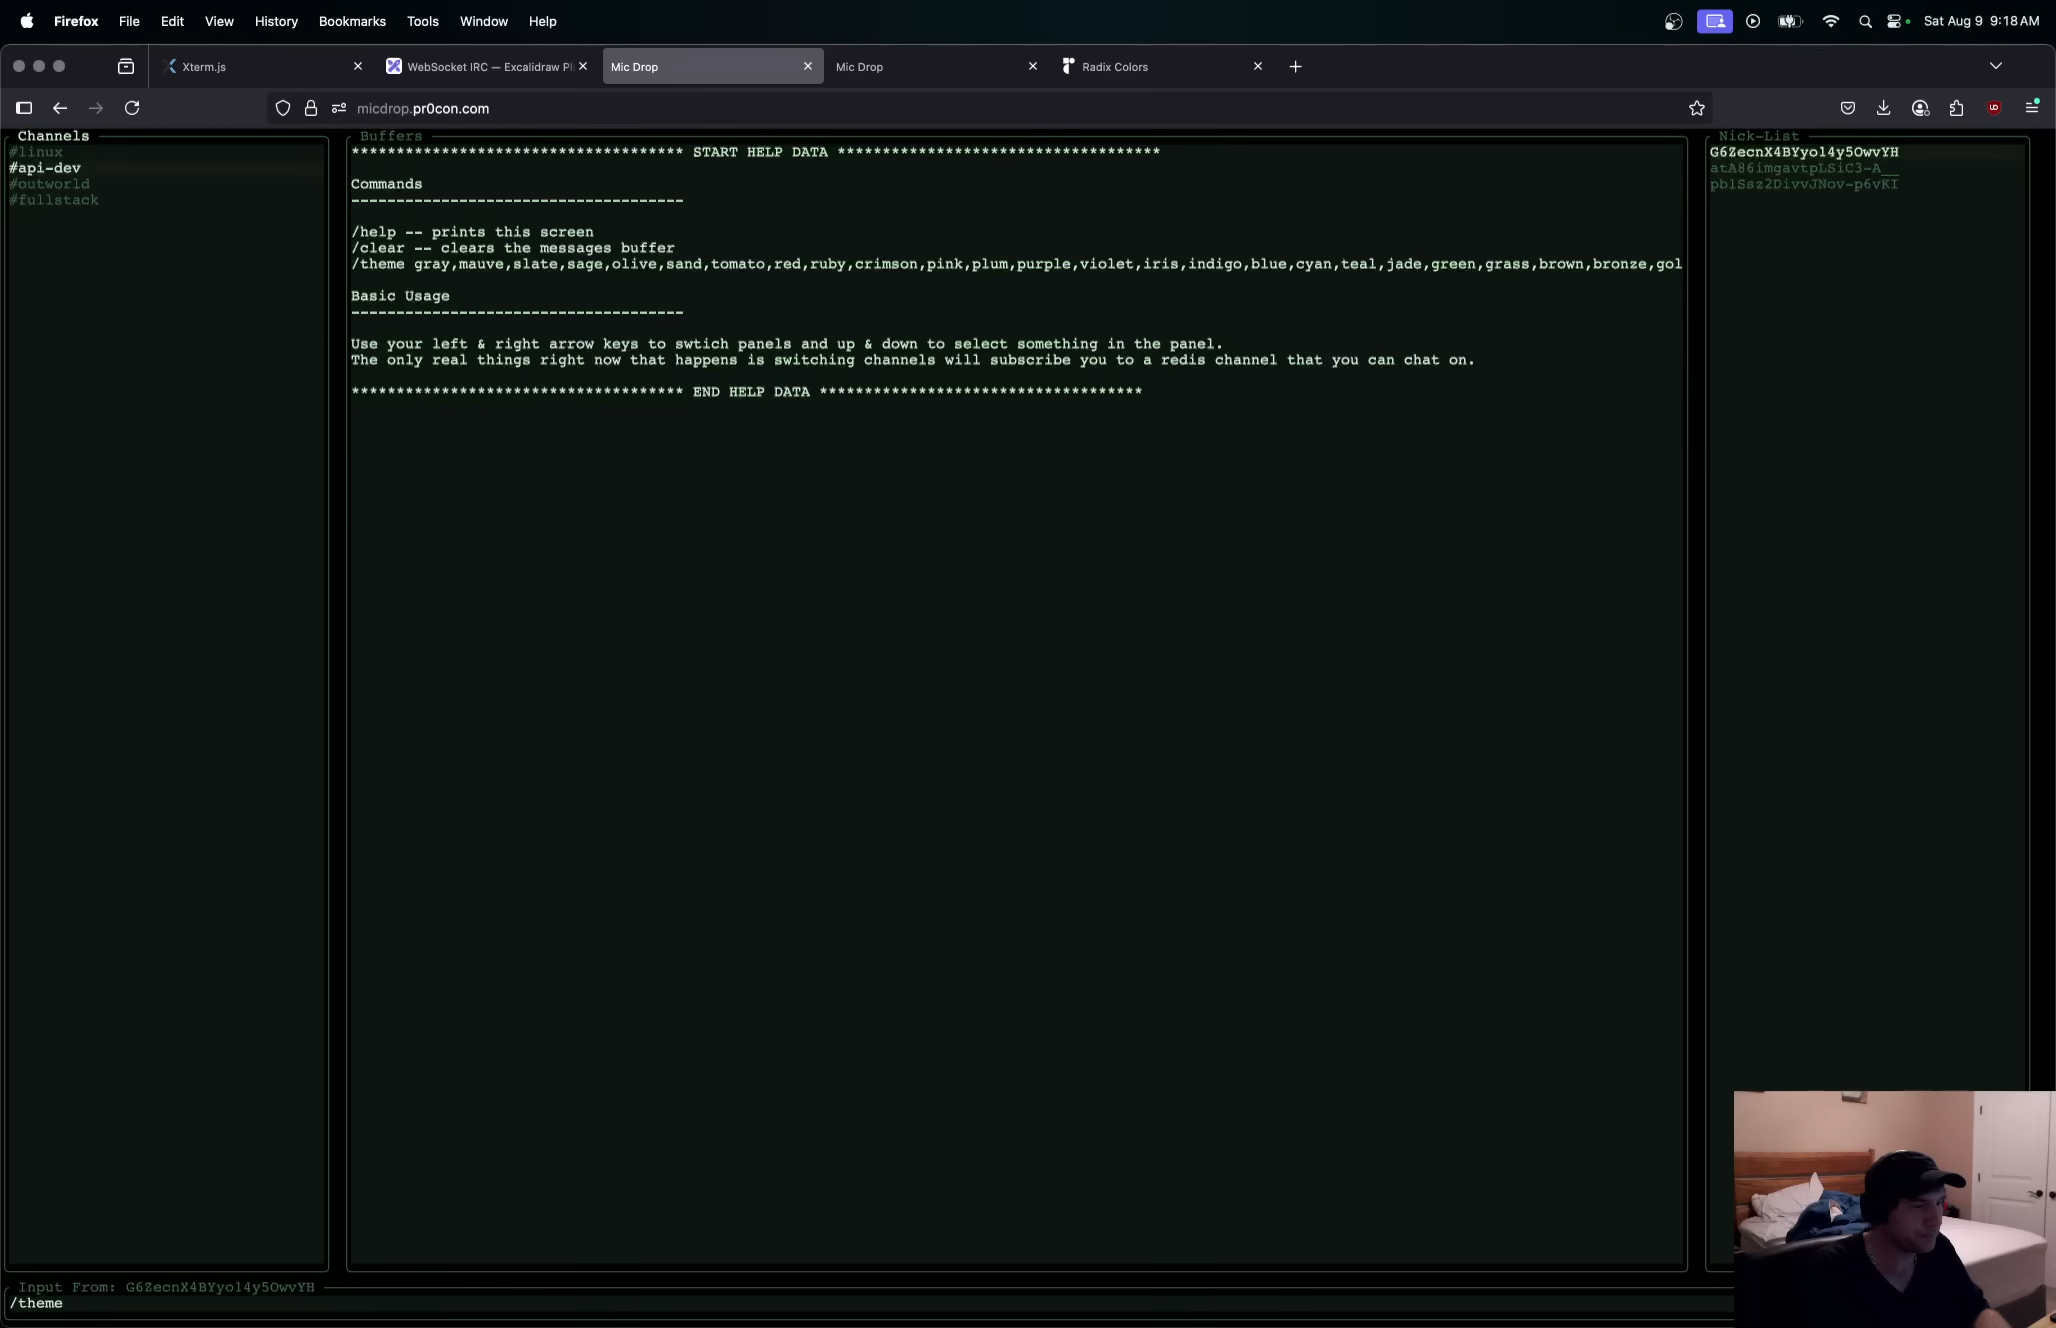 Firefox File Edit View History Bookmarks Tools Window Help
Sat Aug 9 9:18 AM
Xterm.js
WebSocket IRC — Excalidraw Pl
Mic Drop
Mic Drop
Radix Colors
micdrop.pr0con.com
Channels
#linux
#api-dev
#outworld
#fullstack
Buffers
************************************* START HELP DATA ************************************
Commands
-------------------------------------
/help -- prints this screen
/clear -- clears the messages buffer
/theme gray,mauve,slate,sage,olive,sand,tomato,red,ruby,crimson,pink,plum,purple,violet,iris,indigo,blue,cyan,teal,jade,green,grass,brown,bronze,gol
Basic Usage
-------------------------------------
Use your left & right arrow keys to swtich panels and up & down to select something in the panel.
The only real things right now that happens is switching channels will subscribe you to a redis channel that you can chat on.
************************************* END HELP DATA ************************************
Nick-List
G6ZecnX4BYyol4y5OwvYH
atA86imgavtpLSiC3-A__
pb1Ssz2DivvJNov-p6vKI
Input From: G6ZecnX4BYyol4y5OwvYH
/theme